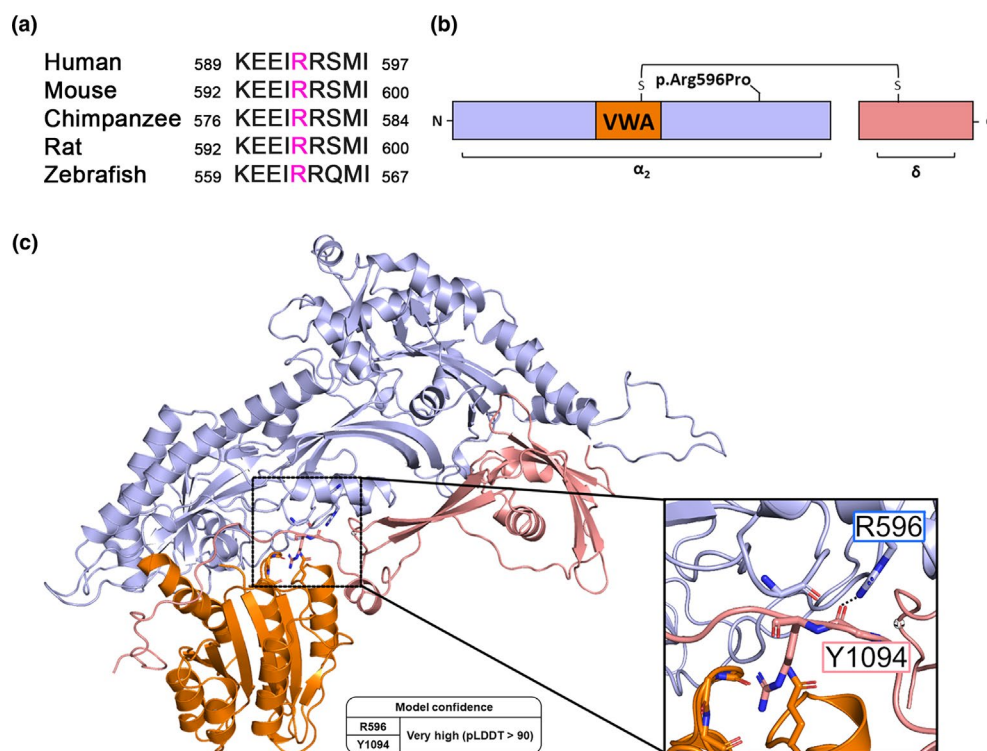 (a)
Human 589 KEEIRRSMI 597
Mouse 592 KEEIRRSMI 600
Chimpanzee 576 KEEIRRSMI 584
Rat 592 KEEIRRSMI 600
Zebrafish 559 KEEIRRQMI 567
(b)
p.Arg596Pro
S S
N VWA
α₂ δ
(c)
R596
Y1094
Model confidence
R596
Y1094
Very high (pLDDT > 90)